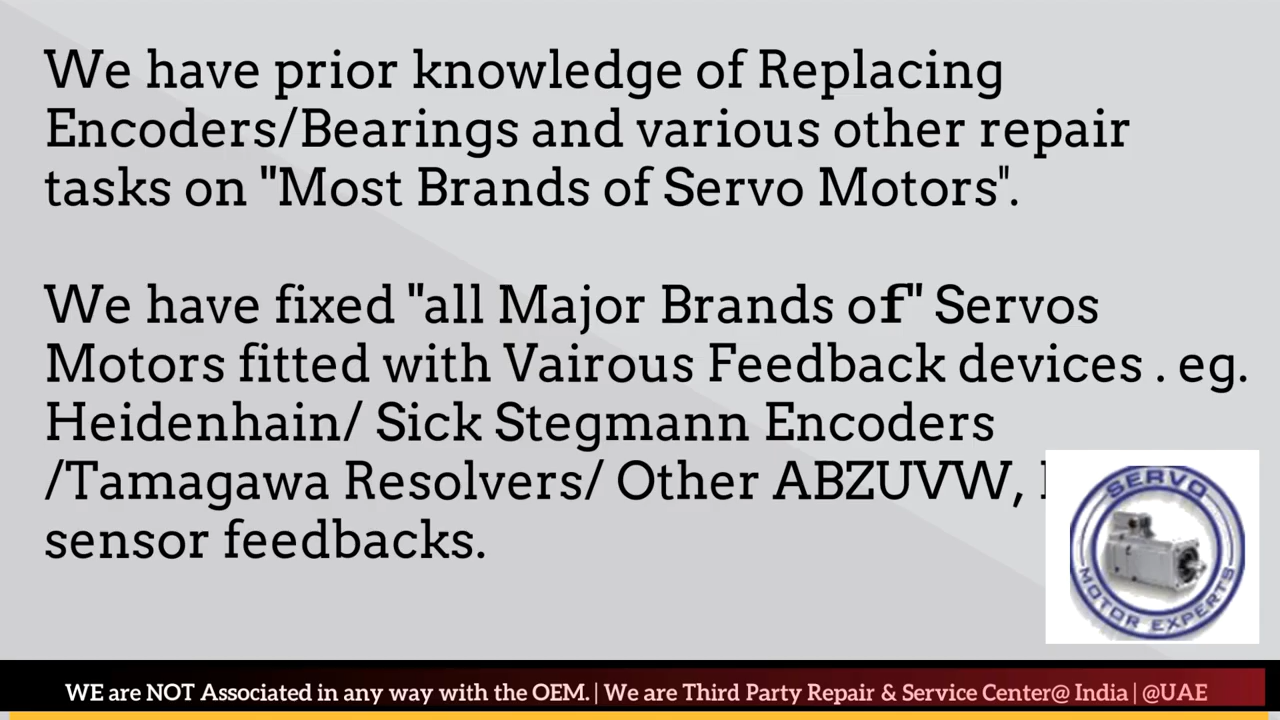 We have prior knowledge of Replacing
Encoders/Bearings and various other repair
tasks on "Most Brands of Servo Motors".
We have fixed "all Major Brands of" Servos
Motors fitted with Vairous Feedback devices . eg.
Heidenhain/ Sick Stegmann Encoders
/Tamagawa Resolvers/ Other ABZUVW,
sensor feedbacks.
SERVO
MOTOR EXPERTS
WE are NOT Associated in any way with the OEM. | We are Third Party Repair & Service Center@ India | @UAE